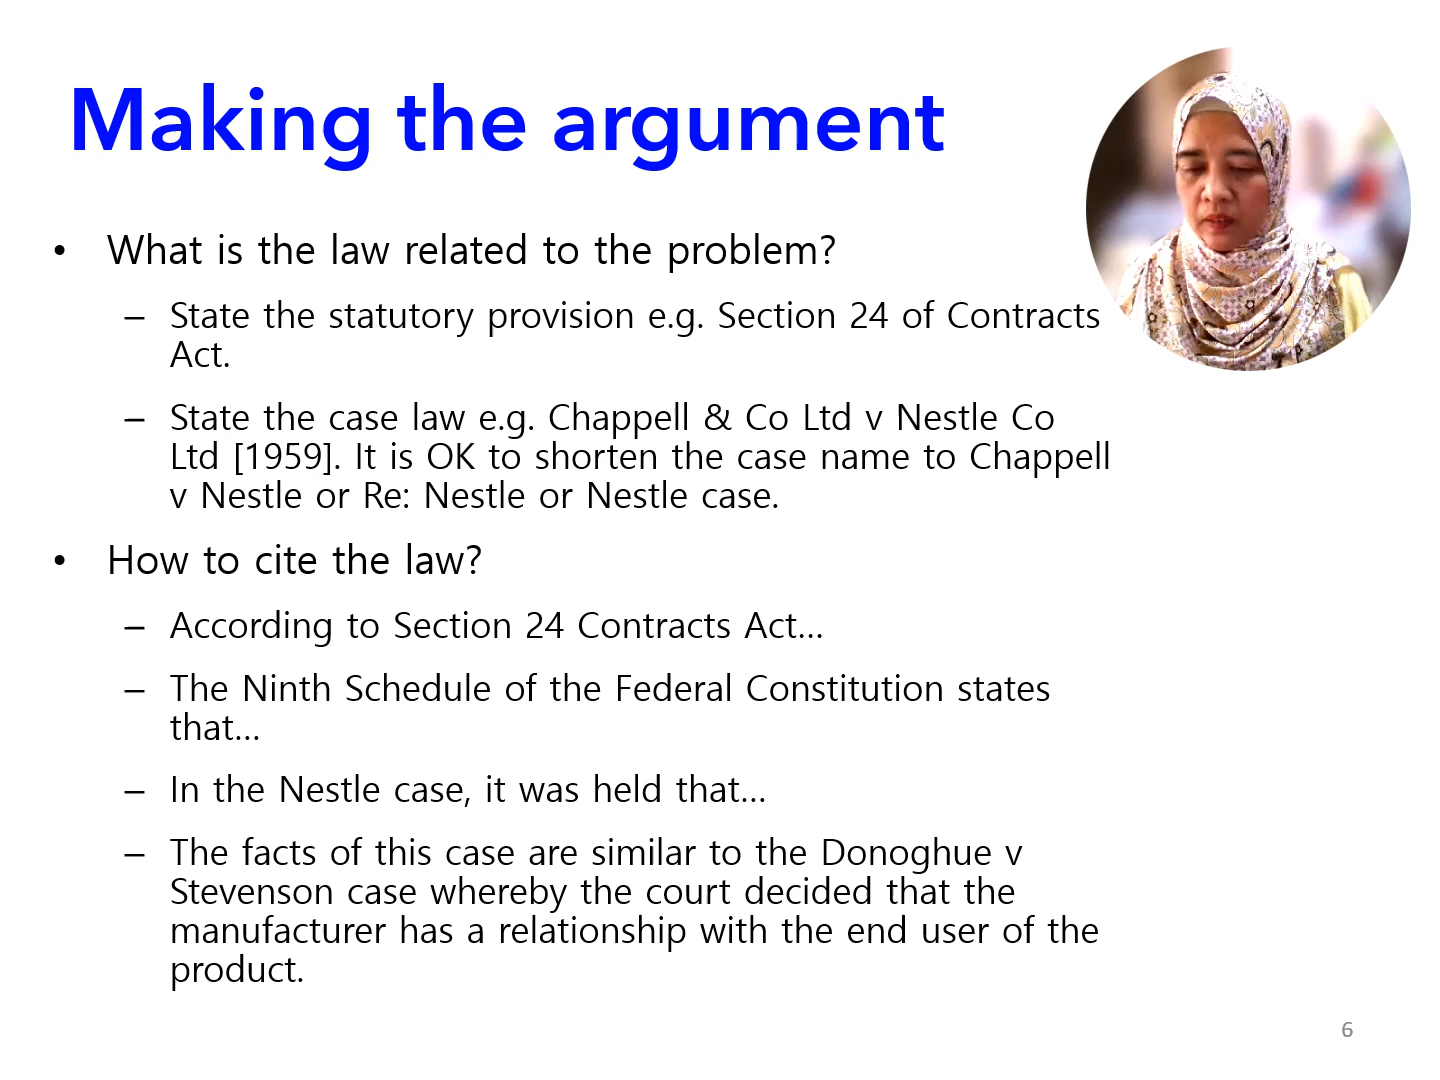 Making the argument
• What is the law related to the problem?
– State the statutory provision e.g. Section 24 of Contracts
Act.
– State the case law e.g. Chappell & Co Ltd v Nestle Co
Ltd [1959]. It is OK to shorten the case name to Chappell
v Nestle or Re: Nestle or Nestle case.
• How to cite the law?
– According to Section 24 Contracts Act…
– The Ninth Schedule of the Federal Constitution states
that…
– In the Nestle case, it was held that…
– The facts of this case are similar to the Donoghue v
Stevenson case whereby the court decided that the
manufacturer has a relationship with the end user of the
product.
6